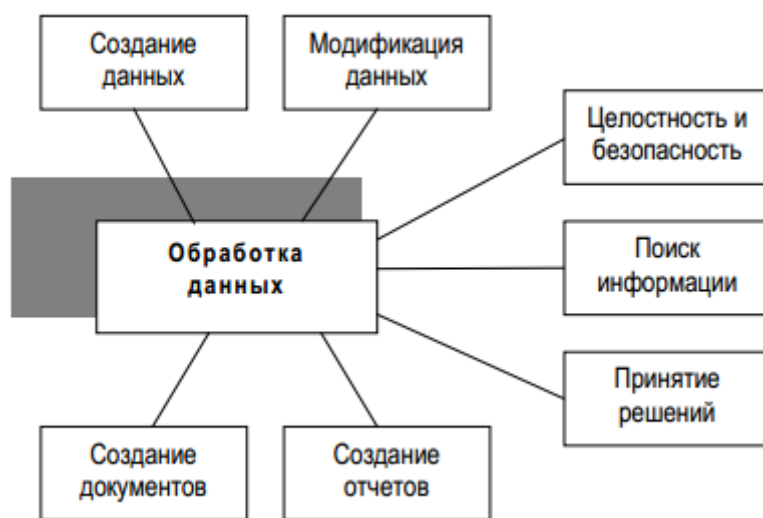 Создание
данных
Модификация
данных
Целостность и
безопасность
Обработка
данных
Поиск
информации
Принятие
решений
Создание
документов
Создание
отчетов